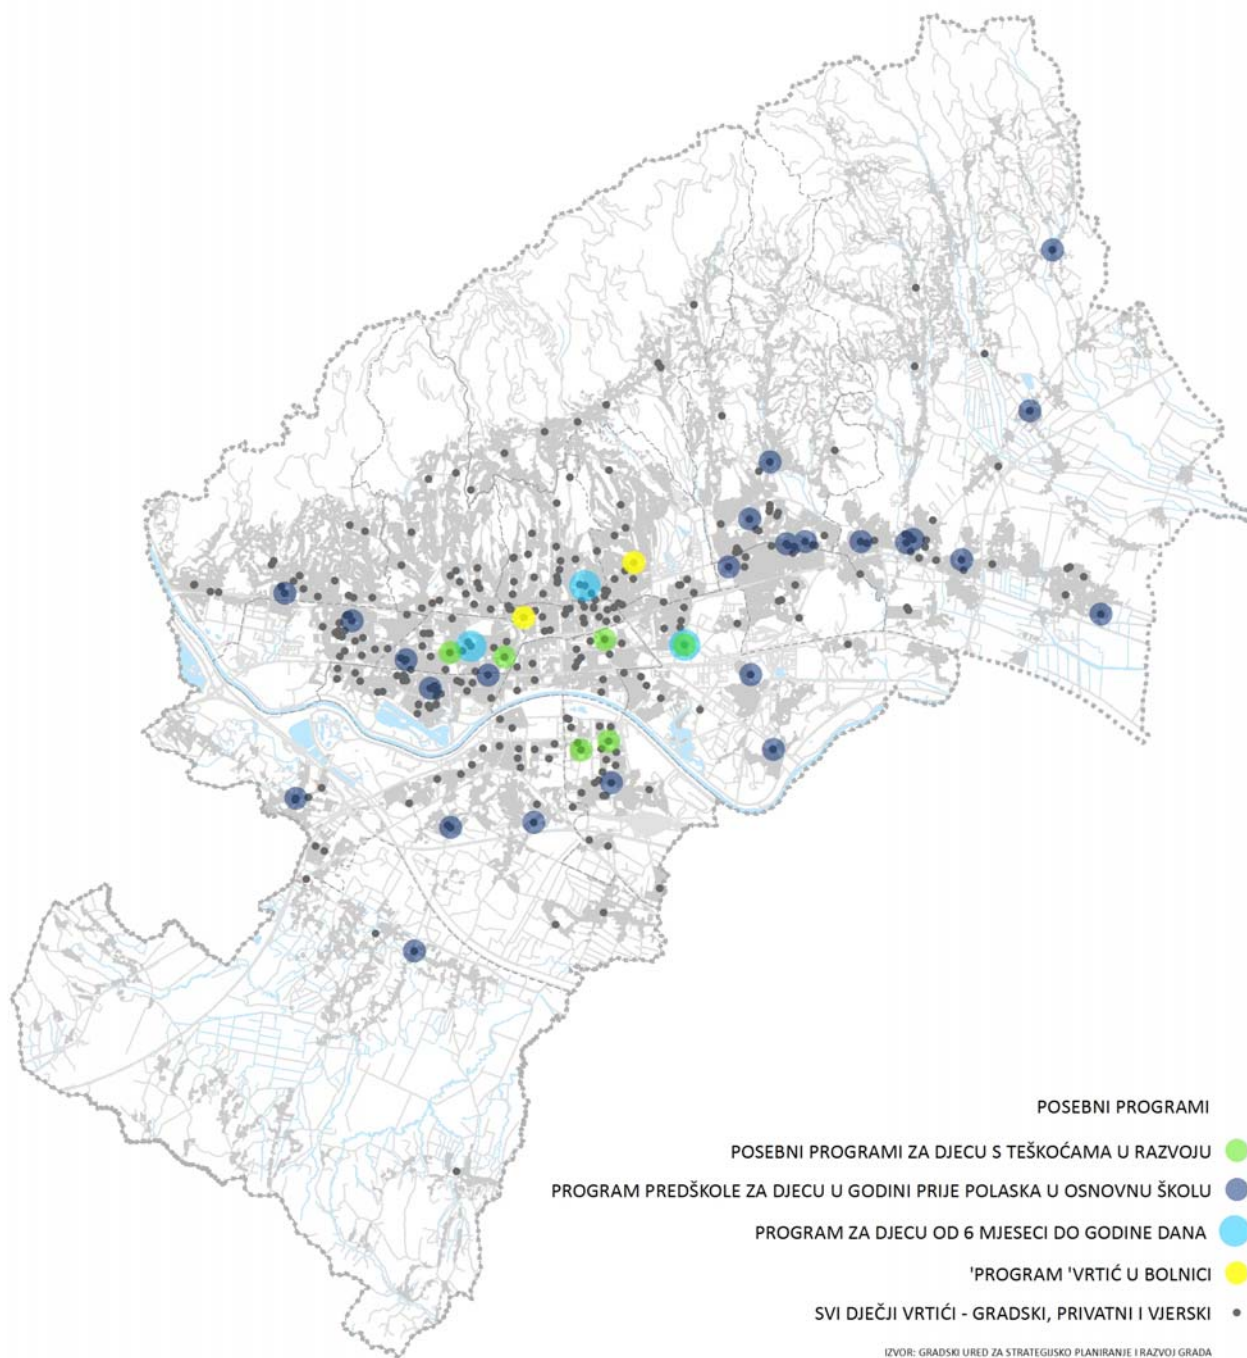 POSEBNI PROGRAMI
POSEBNI PROGRAMI ZA DJECU S TEŠKOĆAMA U RAZVOJU
PROGRAM PREDŠKOLE ZA DJECU U GODINI PRIJE POLASKA U OSNOVNU ŠKOLU
PROGRAM ZA DJECU OD 6 MJESECI DO GODINE DANA
'PROGRAM 'VRTIĆ U BOLNICI
SVI DJEČJI VRTIĆI - GRADSKI, PRIVATNI I VJERSKI
IZVOR: GRADSKI URED ZA STRATEGIJSKO PLANIRANJE I RAZVOJ GRADA